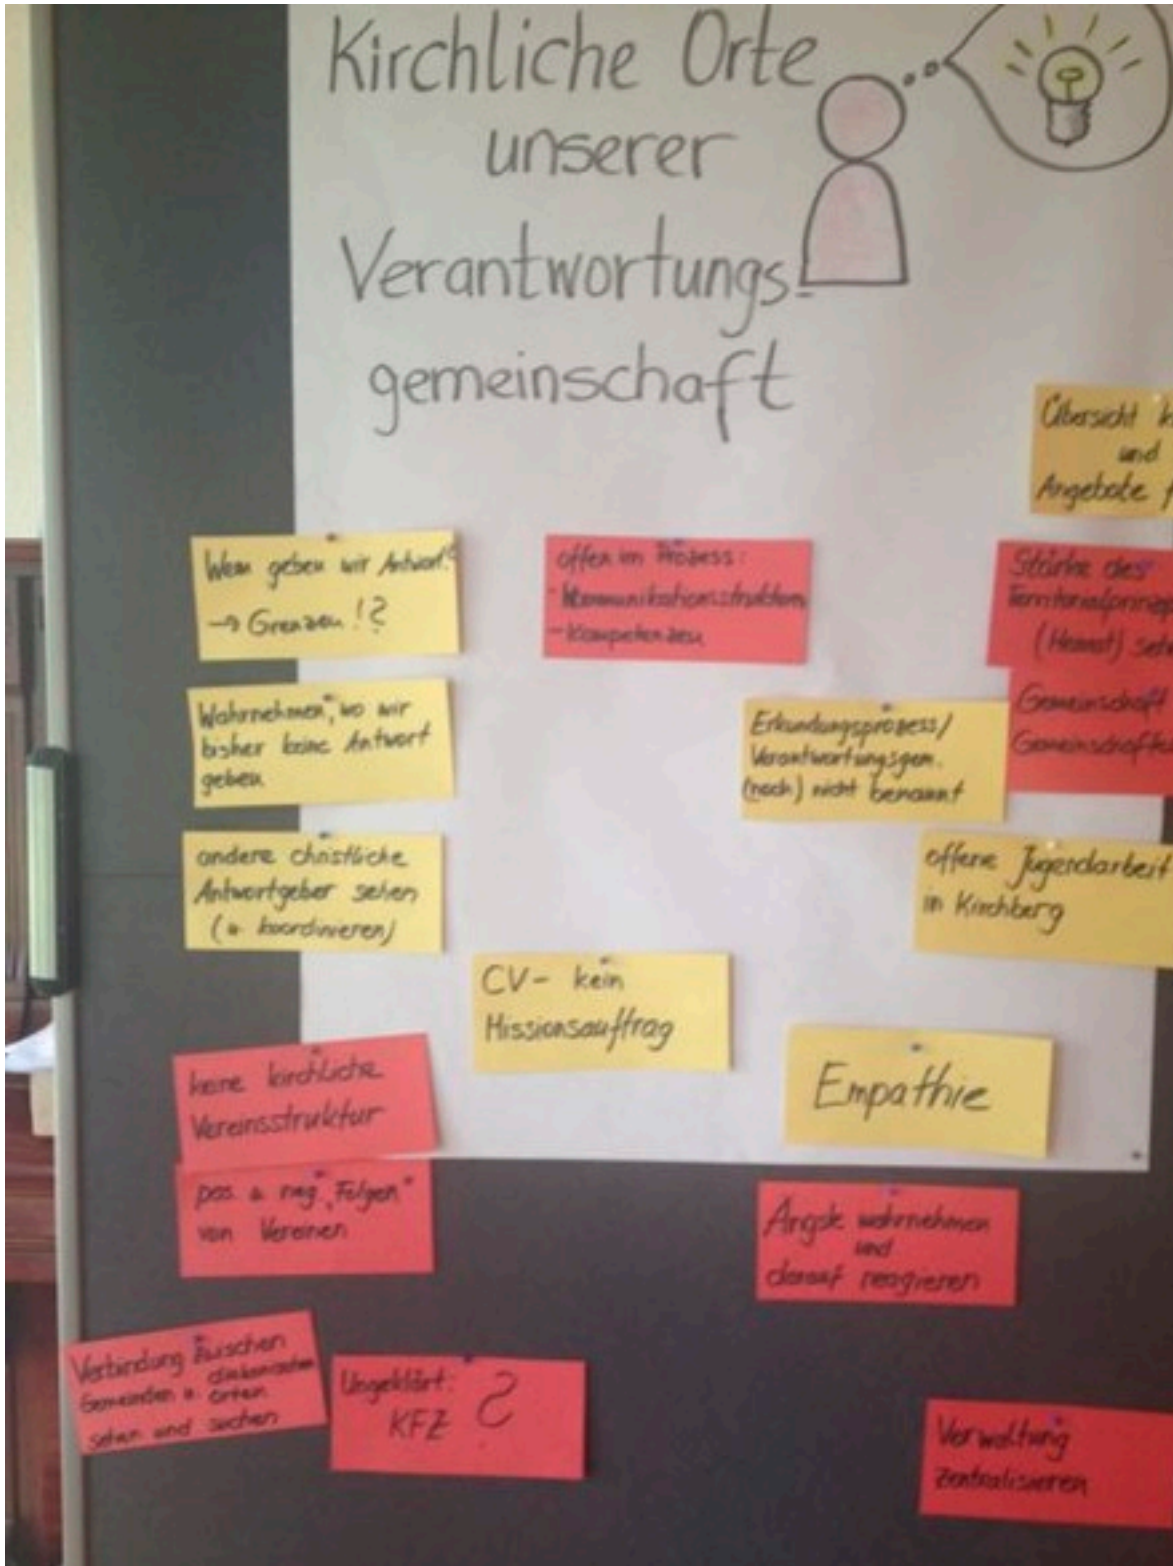 Kirchliche Orte
unserer
Verantwortungs-
gemeinschaft
Übersicht
und
Angebote
Wem geben wir Antwort?
→ Grenzen!?
offen im Prozess:
- Kommunikationsstruktur
- Kompetenzen
Stärke des
Territorialprinzip
(Heimat)
Wahrnehmen, wo wir
bisher keine Antwort
geben
Erkundungsprozess/
Verantwortungsgem.
(noch) nicht benannt
Gemeinschaft
andere christliche
Antwortgeber sehen
(u. koordinieren)
offene Jugendarbeit
in Kirchberg
CV - kein
Missionsauftrag
Empathie
keine kirchliche
Vereinsstruktur
pos. u. neg. „Folgen“
von Vereinen
Ängste wahrnehmen
und
darauf reagieren
Verbindung zwischen
Gemeinden u. diakonischen
Orten
sehen und suchen
Ungeklärt:
KFZ ?
Verwaltung
zentralisieren